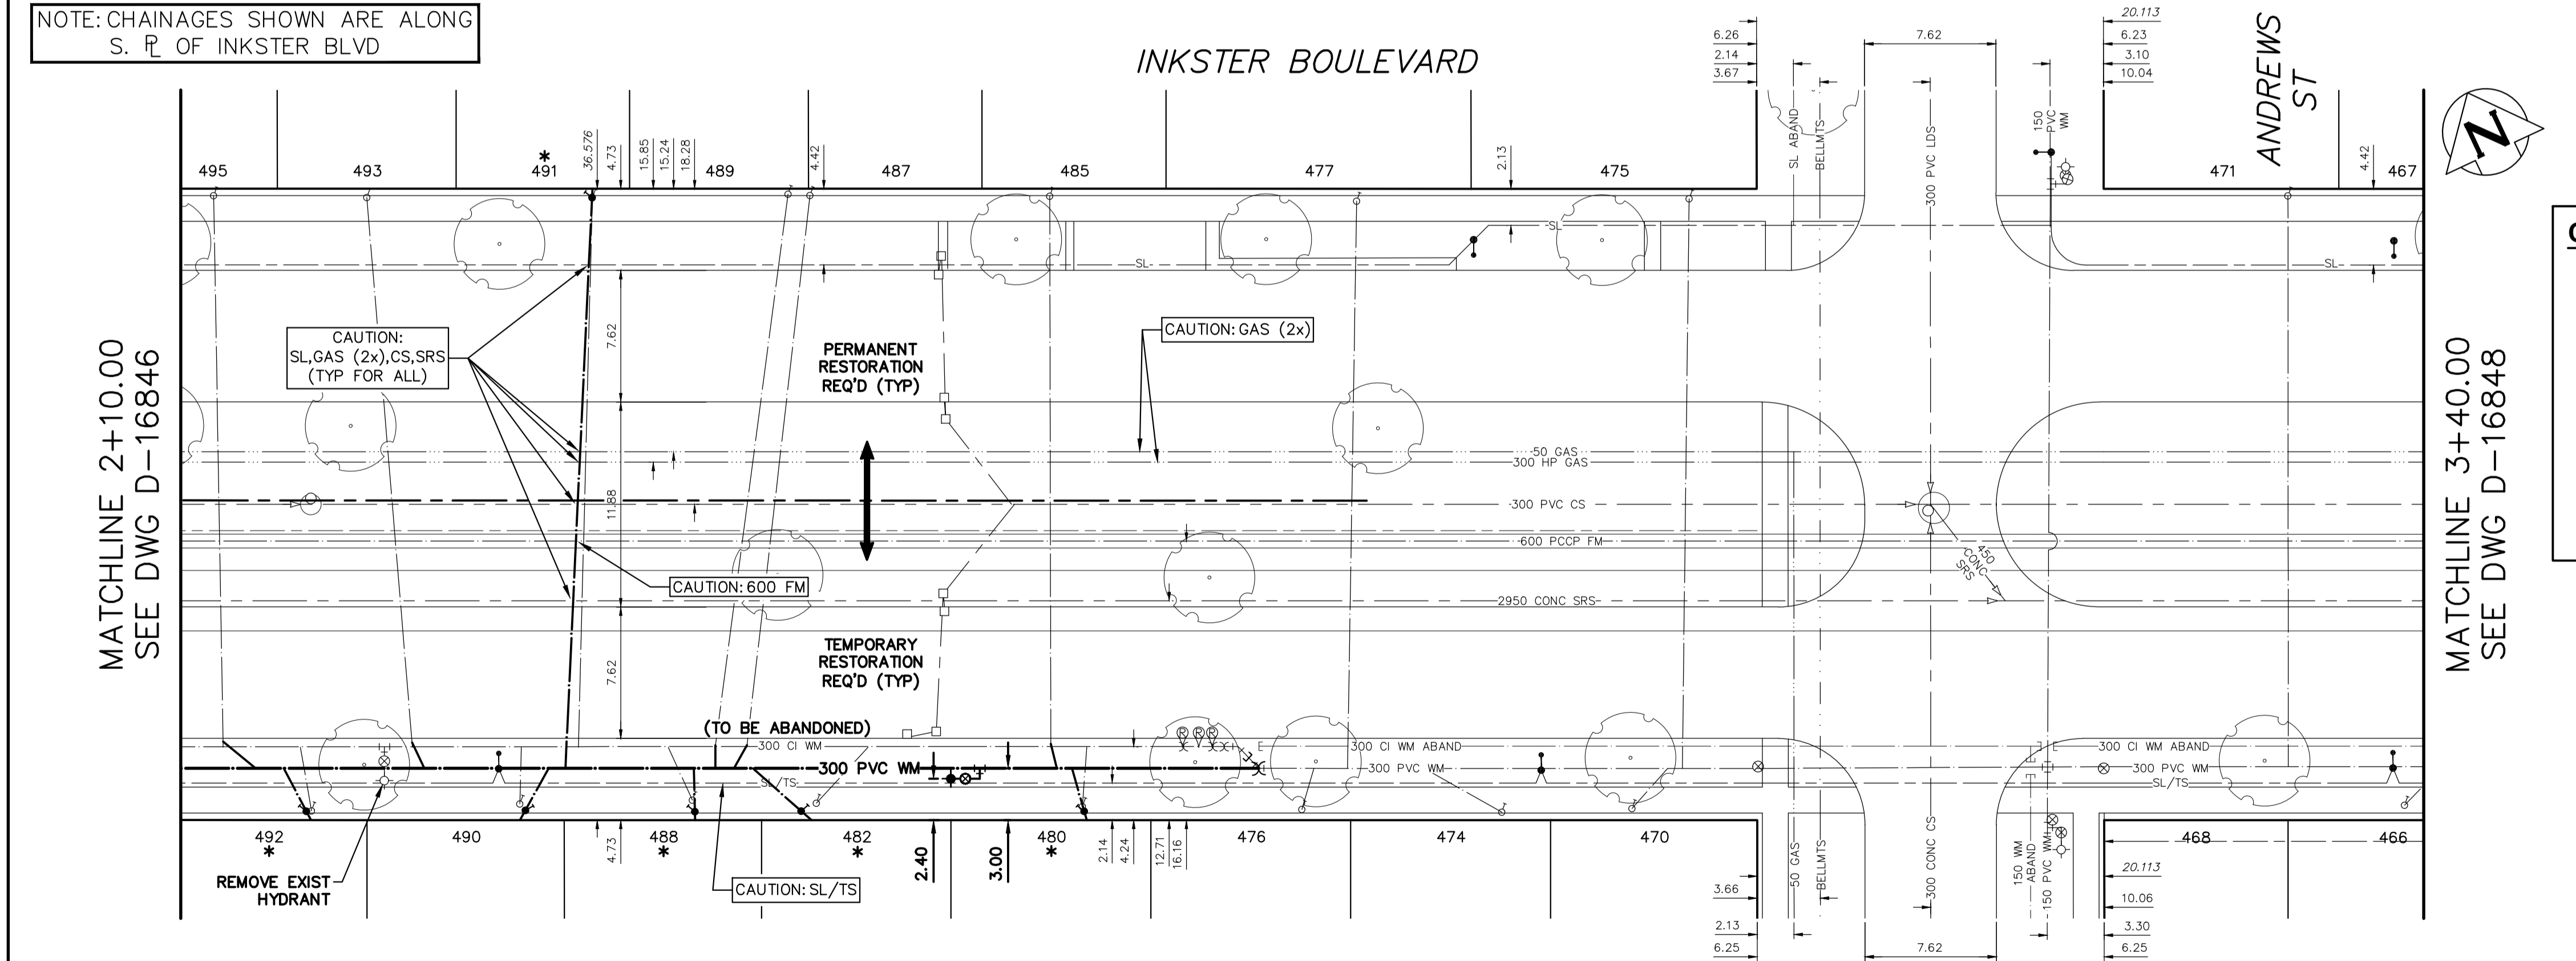 NOTE: CHAINAGES SHOWN ARE ALONG
S. ℄ OF INKSTER BLVD
INKSTER BOULEVARD
ANDREWS
ST
N
6.26
2.14
3.67
7.62
20.113
6.23
3.10
10.04
SL ABAND
BELLMTS
300 PVC LDS
150
PVC
WM
495
493
*
491
36.576
4.73
15.85
15.24
18.28
489
4.42
487
485
477
2.13
475
471
4.42
467
SL
SL
SL
MATCHLINE 2+10.00
SEE DWG D-16846
CAUTION:
SL,GAS (2x),CS,SRS
(TYP FOR ALL)
7.62
PERMANENT
RESTORATION
REQ'D (TYP)
CAUTION: GAS (2x)
50 GAS
300 HP GAS
11.88
300 PVC CS
600 PCCP FM
450
CONC
SRS
CAUTION: 600 FM
2950 CONC SRS
7.62
TEMPORARY
RESTORATION
REQ'D (TYP)
MATCHLINE 3+40.00
SEE DWG D-16848
(TO BE ABANDONED)
300 CI WM
R R R
300 CI WM ABAND
300 CI WM ABAND
300 PVC WM
300 PVC WM
300 PVC WM
SL/TS
SL/TS
492
*
490
4.73
488
*
482
*
2.40
3.00
480
*
2.14
4.24
12.71
16.16
476
474
470
468
466
REMOVE EXIST
HYDRANT
CAUTION: SL/TS
50 GAS
BELLMTS
300 CONC CS
150 WM
ABAND
150 PVC WM
3.66
2.13
6.25
7.62
20.113
10.06
3.30
6.25